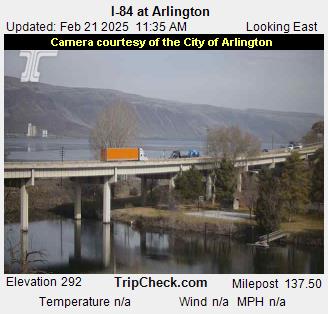 I-84 at Arlington
Updated: Feb 21 2025 11:35 AM Looking East
Camera courtesy of the City of Arlington
Elevation 292 TripCheck.com Milepost 137.50
Temperature n/a Wind n/a MPH n/a